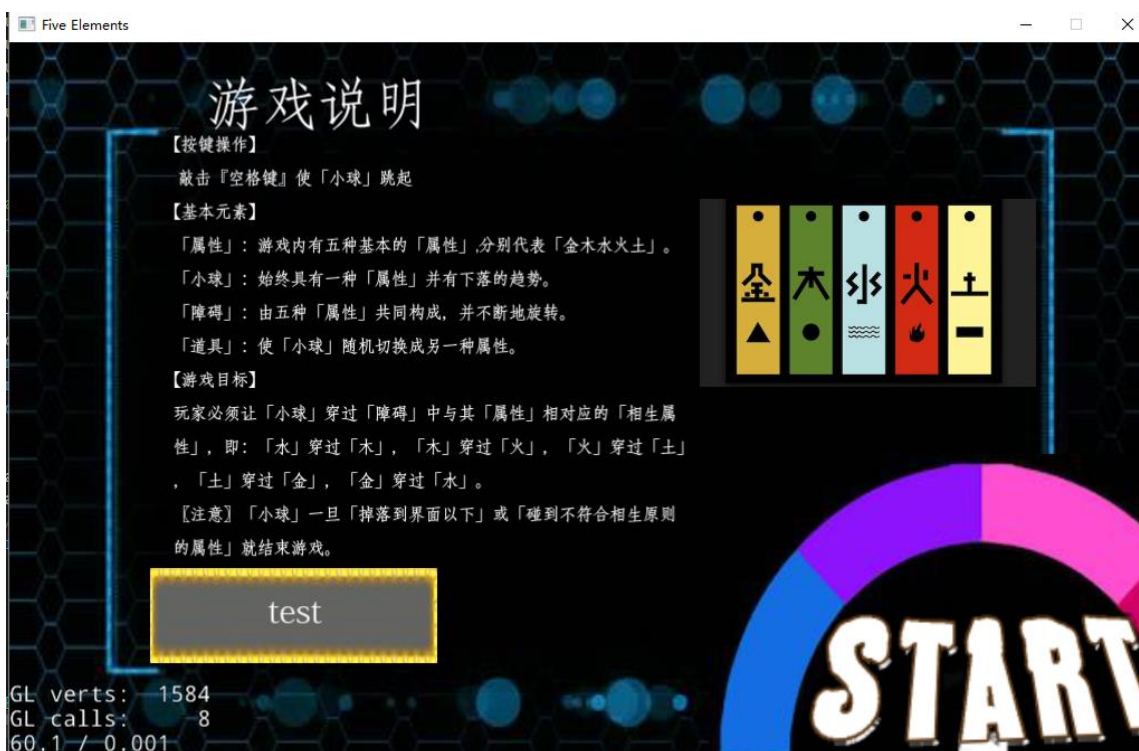 Five Elements
游戏说明
【按键操作】
敲击『空格键』使「小球」跳起
【基本元素】
「属性」：游戏内有五种基本的「属性」,分别代表「金木水火土」。
「小球」：始终具有一种「属性」并有下落的趋势。
「障碍」：由五种「属性」共同构成，并不断地旋转。
「道具」：使「小球」随机切换成另一种属性。
【游戏目标】
玩家必须让「小球」穿过「障碍」中与其「属性」相对应的「相生属
性」，即：「水」穿过「木」，「木」穿过「火」，「火」穿过「土」
，「土」穿过「金」，「金」穿过「水」。
〖注意〗「小球」一旦「掉落到界面以下」或「碰到不符合相生原则
的属性」就结束游戏。
金 木 水 火 土
test
START
GL verts: 1584
GL calls: 8
60.1 / 0.001